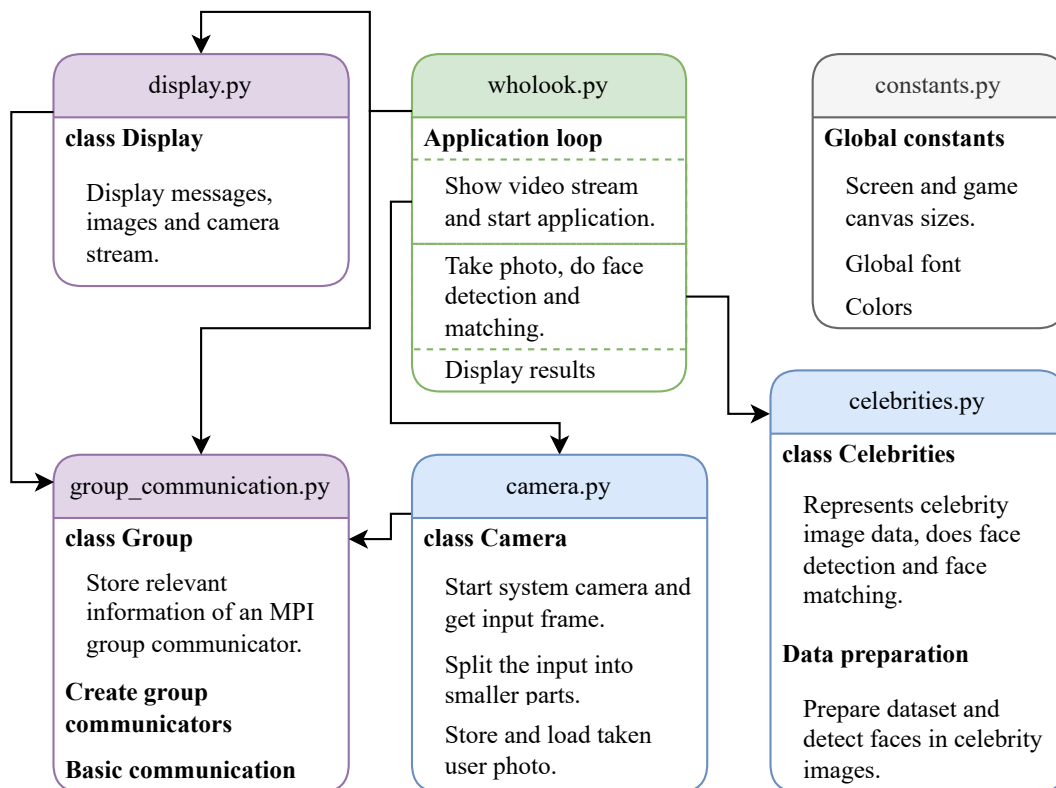 display.py
class Display
Display messages,
images and camera
stream.
wholook.py
Application loop
Show video stream
and start application.
Take photo, do face
detection and
matching.
Display results
constants.py
Global constants
Screen and game
canvas sizes.
Global font
Colors
group_communication.py
class Group
Store relevant
information of an MPI
group communicator.
Create group
communicators
Basic communication
camera.py
class Camera
Start system camera and
get input frame.
Split the input into
smaller parts.
Store and load taken
user photo.
celebrities.py
class Celebrities
Represents celebrity
image data, does face
detection and face
matching.
Data preparation
Prepare dataset and
detect faces in celebrity
images.